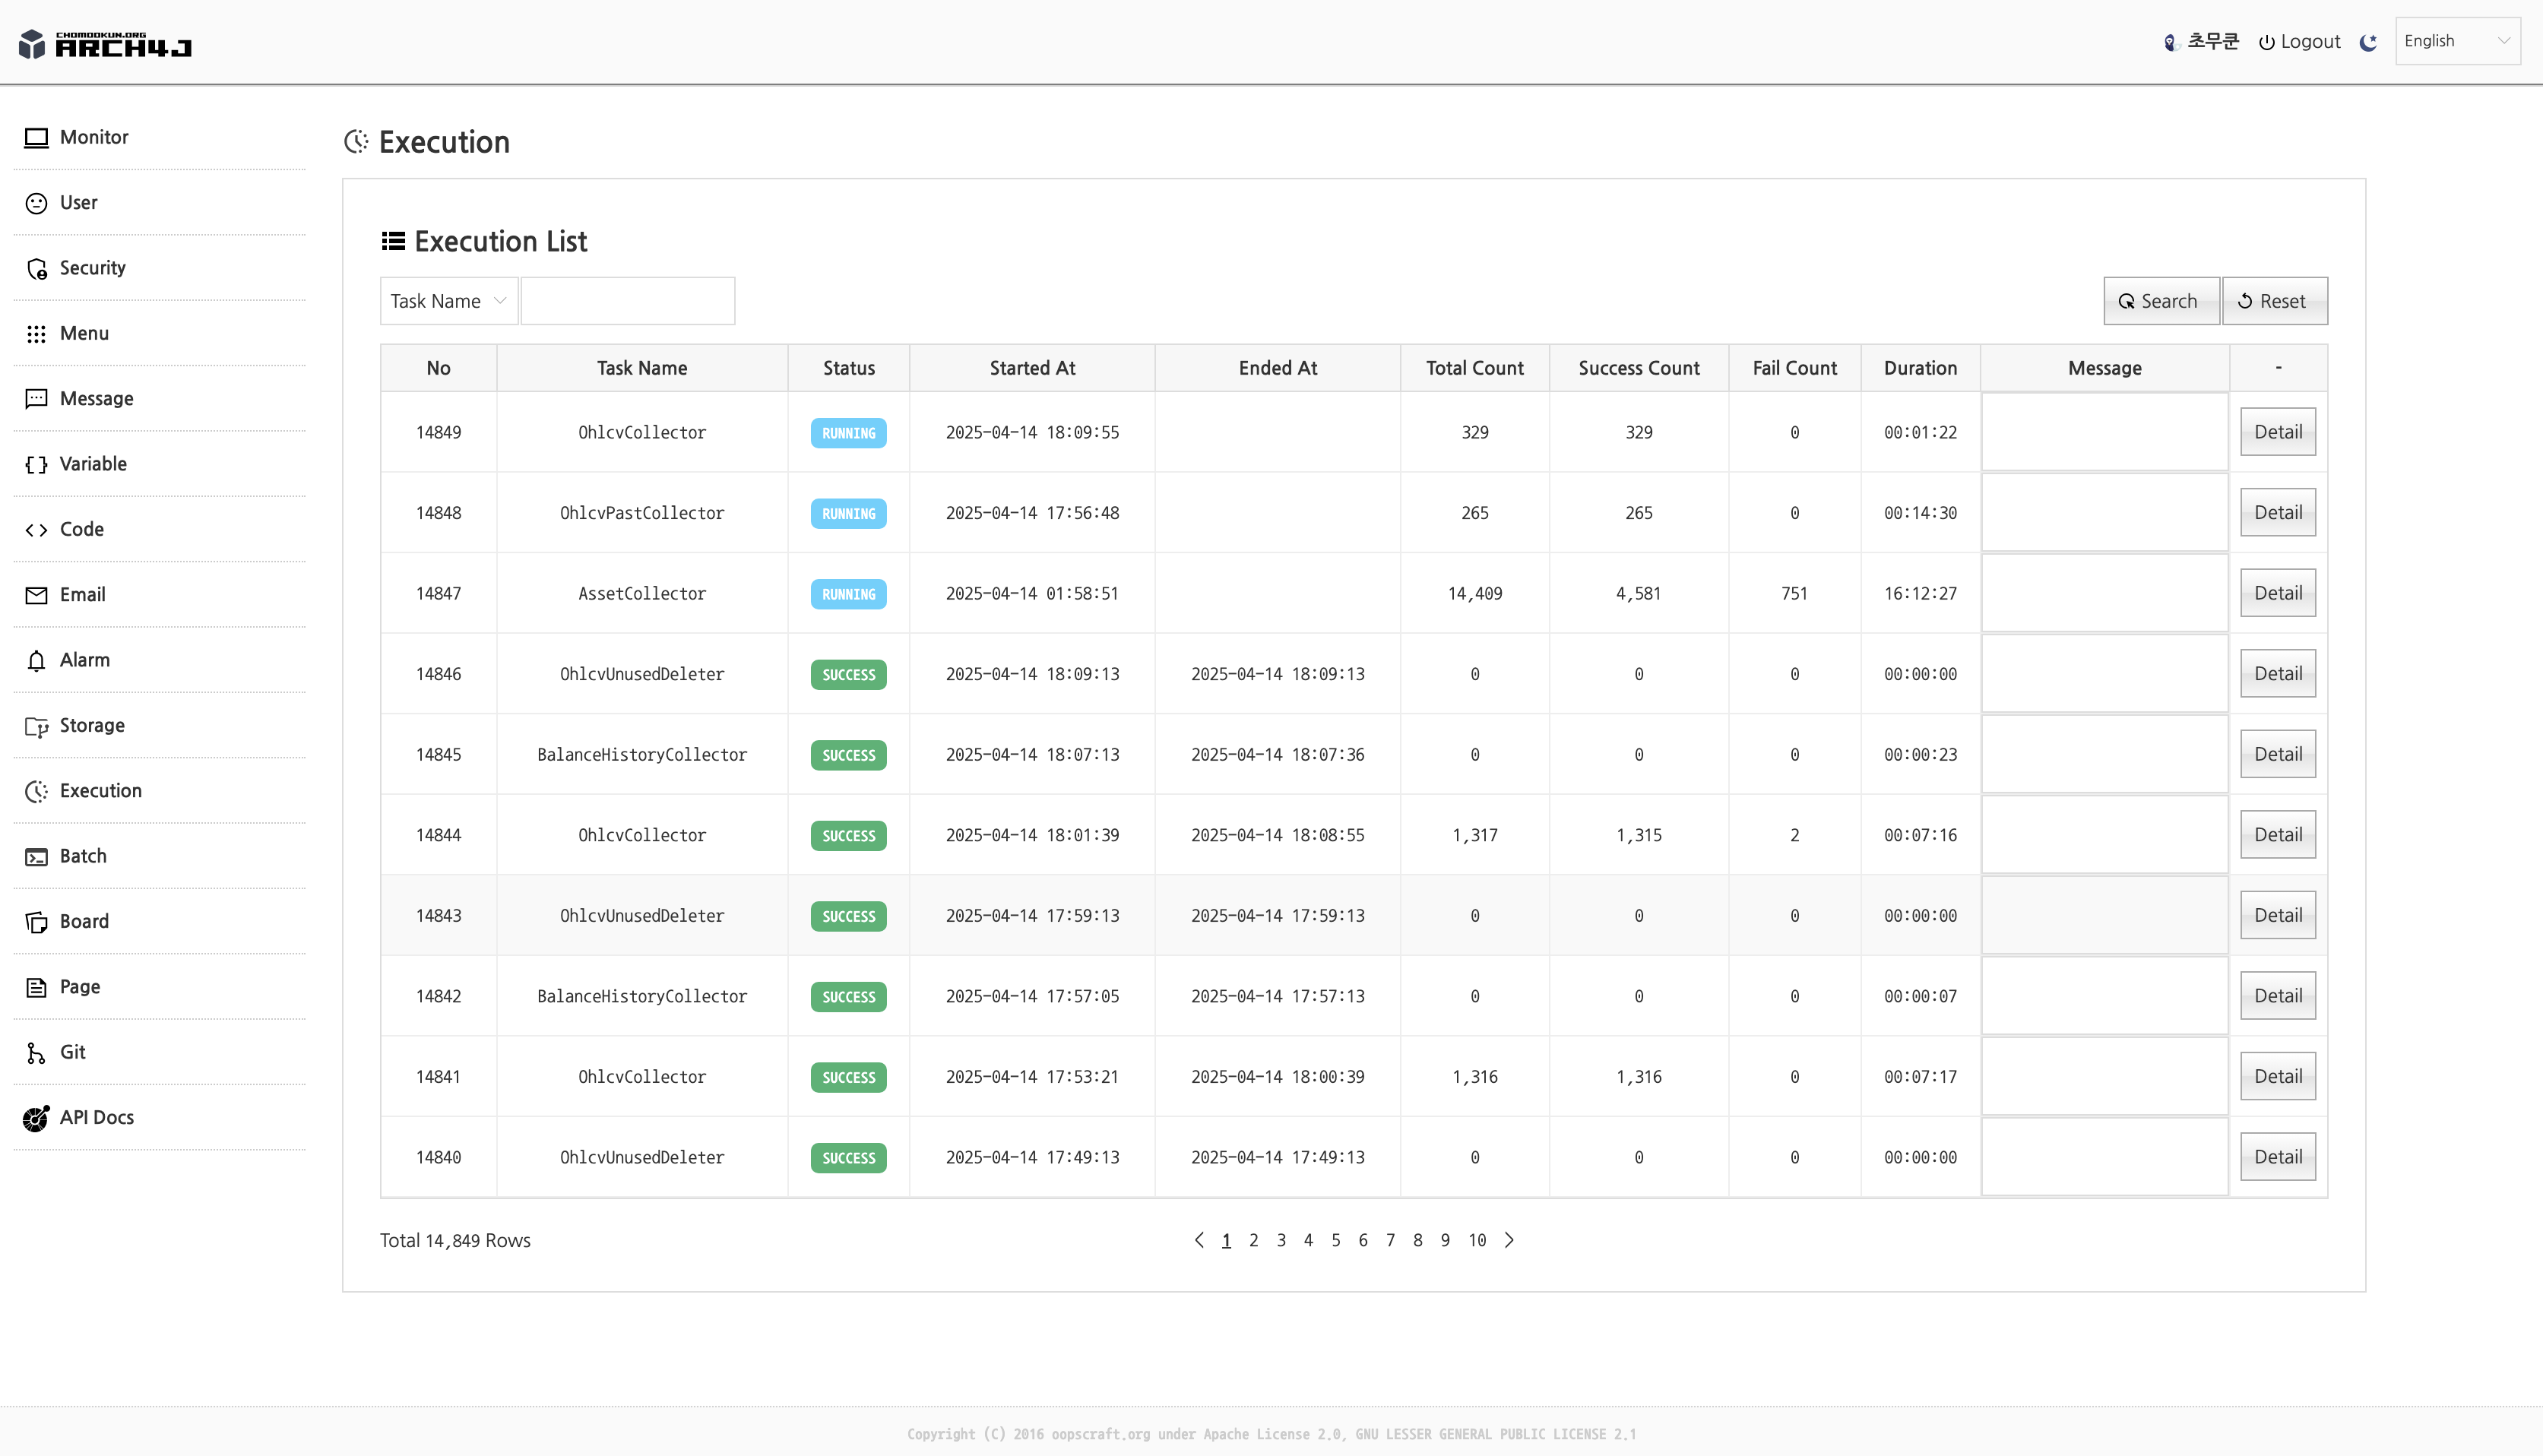 CHOMOOKUN.ORG
ARCH4J
초무쿤 Logout English
Monitor
User
Security
Menu
Message
Variable
Code
Email
Alarm
Storage
Execution
Batch
Board
Page
Git
API Docs
Execution
Execution List
Task Name Search Reset
No Task Name Status Started At Ended At Total Count Success Count Fail Count Duration Message -
14849 OhlcvCollector RUNNING 2025-04-14 18:09:55 329 329 0 00:01:22 Detail
14848 OhlcvPastCollector RUNNING 2025-04-14 17:56:48 265 265 0 00:14:30 Detail
14847 AssetCollector RUNNING 2025-04-14 01:58:51 14,409 4,581 751 16:12:27 Detail
14846 OhlcvUnusedDeleter SUCCESS 2025-04-14 18:09:13 2025-04-14 18:09:13 0 0 0 00:00:00 Detail
14845 BalanceHistoryCollector SUCCESS 2025-04-14 18:07:13 2025-04-14 18:07:36 0 0 0 00:00:23 Detail
14844 OhlcvCollector SUCCESS 2025-04-14 18:01:39 2025-04-14 18:08:55 1,317 1,315 2 00:07:16 Detail
14843 OhlcvUnusedDeleter SUCCESS 2025-04-14 17:59:13 2025-04-14 17:59:13 0 0 0 00:00:00 Detail
14842 BalanceHistoryCollector SUCCESS 2025-04-14 17:57:05 2025-04-14 17:57:13 0 0 0 00:00:07 Detail
14841 OhlcvCollector SUCCESS 2025-04-14 17:53:21 2025-04-14 18:00:39 1,316 1,316 0 00:07:17 Detail
14840 OhlcvUnusedDeleter SUCCESS 2025-04-14 17:49:13 2025-04-14 17:49:13 0 0 0 00:00:00 Detail
Total 14,849 Rows 1 2 3 4 5 6 7 8 9 10
Copyright (C) 2016 oopscraft.org under Apache License 2.0, GNU LESSER GENERAL PUBLIC LICENSE 2.1